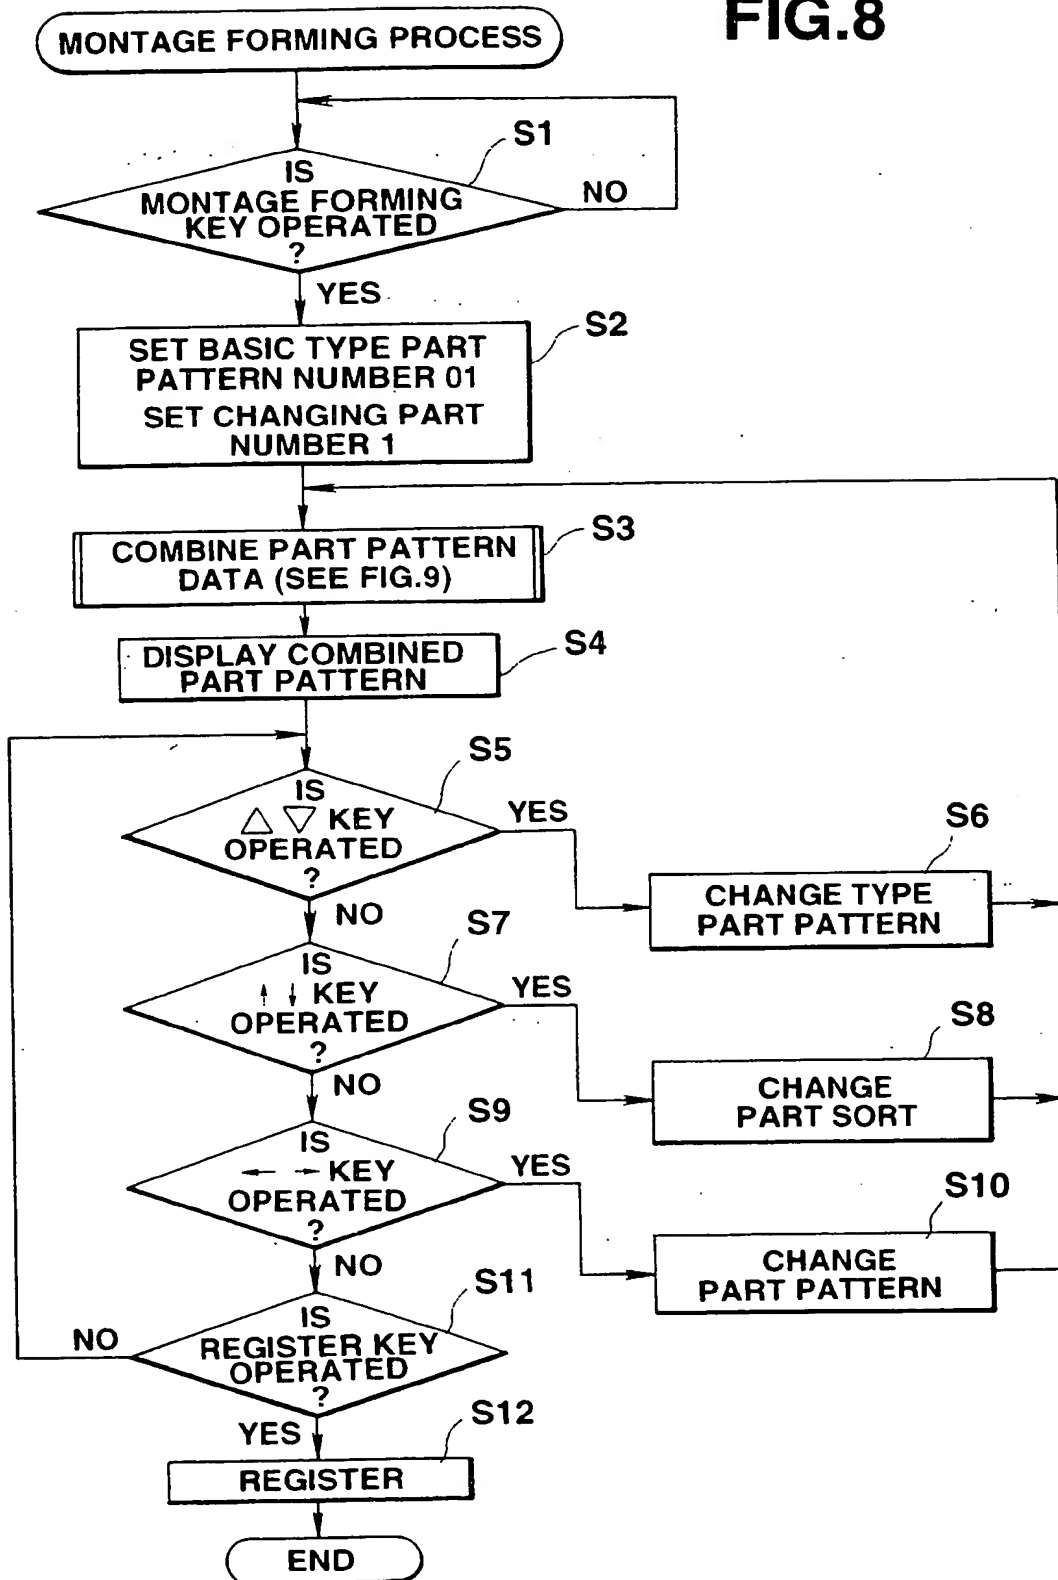 FIG.8
MONTAGE FORMING PROCESS
S1
IS
MONTAGE FORMING
KEY OPERATED
?
NO
YES
S2
SET BASIC TYPE PART
PATTERN NUMBER 01
SET CHANGING PART
NUMBER 1
S3
COMBINE PART PATTERN
DATA (SEE FIG.9)
S4
DISPLAY COMBINED
PART PATTERN
S5
IS
△ ▽ KEY
OPERATED
?
YES
NO
S6
CHANGE TYPE
PART PATTERN
S7
IS
↑ ↓ KEY
OPERATED
?
YES
NO
S8
CHANGE
PART SORT
S9
IS
← → KEY
OPERATED
?
YES
NO
S10
CHANGE
PART PATTERN
S11
IS
REGISTER KEY
OPERATED
?
NO
YES
S12
REGISTER
END